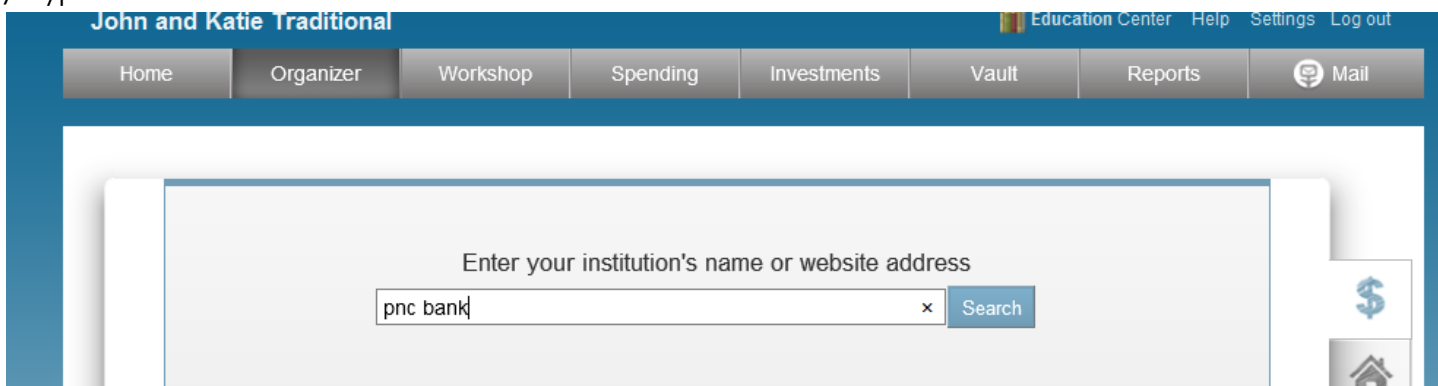 John and Katie Traditional
Education Center Help Settings Log out
Home Organizer Workshop Spending Investments Vault Reports Mail
Enter your institution's name or website address
pnc bank × Search
$